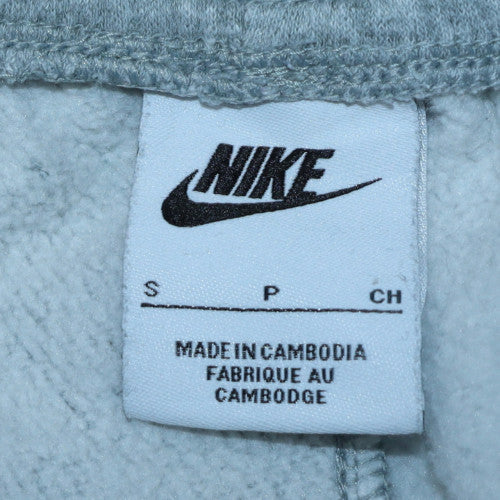 NIKE
S P CH
MADE IN CAMBODIA
FABRIQUE AU
CAMBODGE